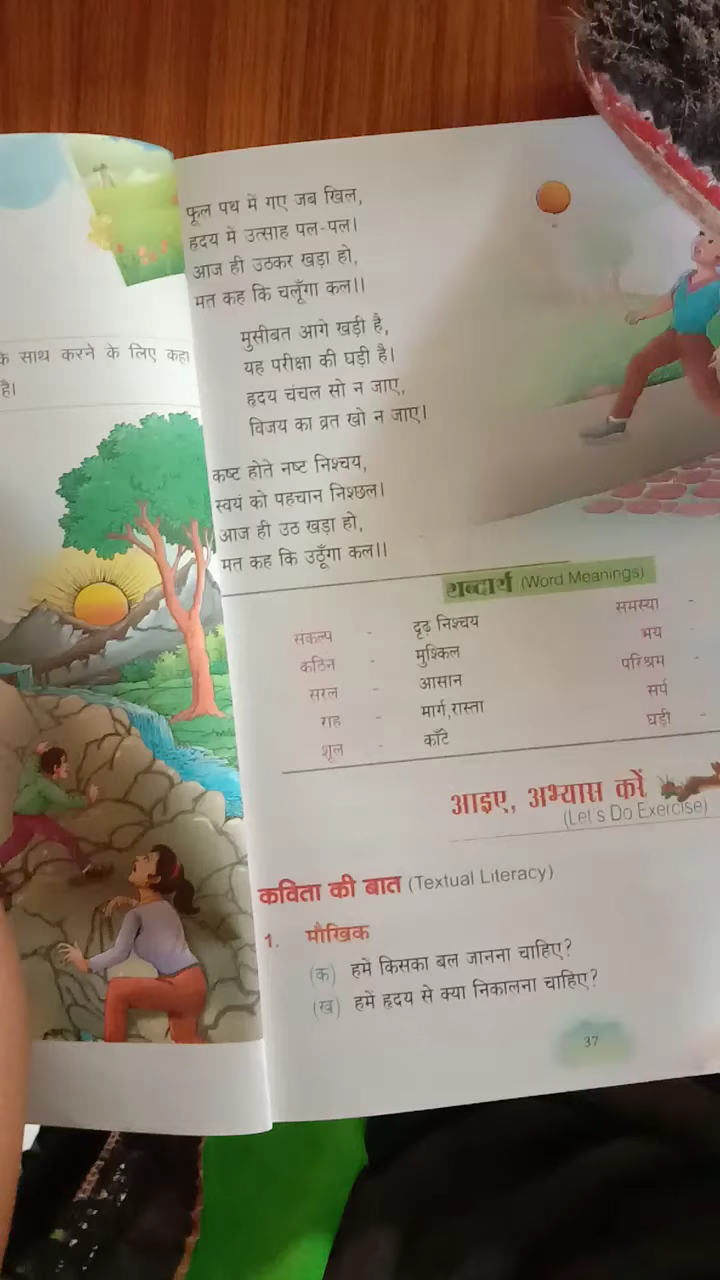 के साथ करने के लिए कहा
है।
फूल पथ में गए जब खिल,
हृदय में उत्साह पल-पल।
आज ही उठकर खड़ा हो,
मत कह कि चलूँगा कल।।
मुसीबत आगे खड़ी है,
यह परीक्षा की घड़ी है।
हृदय चंचल सो न जाए,
विजय का व्रत खो न जाए।
कष्ट होते नष्ट निश्चय,
स्वयं को पहचान निश्छल।
आज ही उठ खड़ा हो,
मत कह कि उठूँगा कल।।
शब्दार्थ (Word Meanings)
संकल्प - दृढ़ निश्चय समस्या -
कठिन - मुश्किल भय -
सरल - आसान परिश्रम -
राह - मार्ग,रास्ता सर्प
शूल - काँटे घड़ी -
आइए, अभ्यास करें
(Let's Do Exercise)
कविता की बात (Textual Literacy)
1. मौखिक
(क) हमें किसका बल जानना चाहिए?
(ख) हमें हृदय से क्या निकालना चाहिए?
37